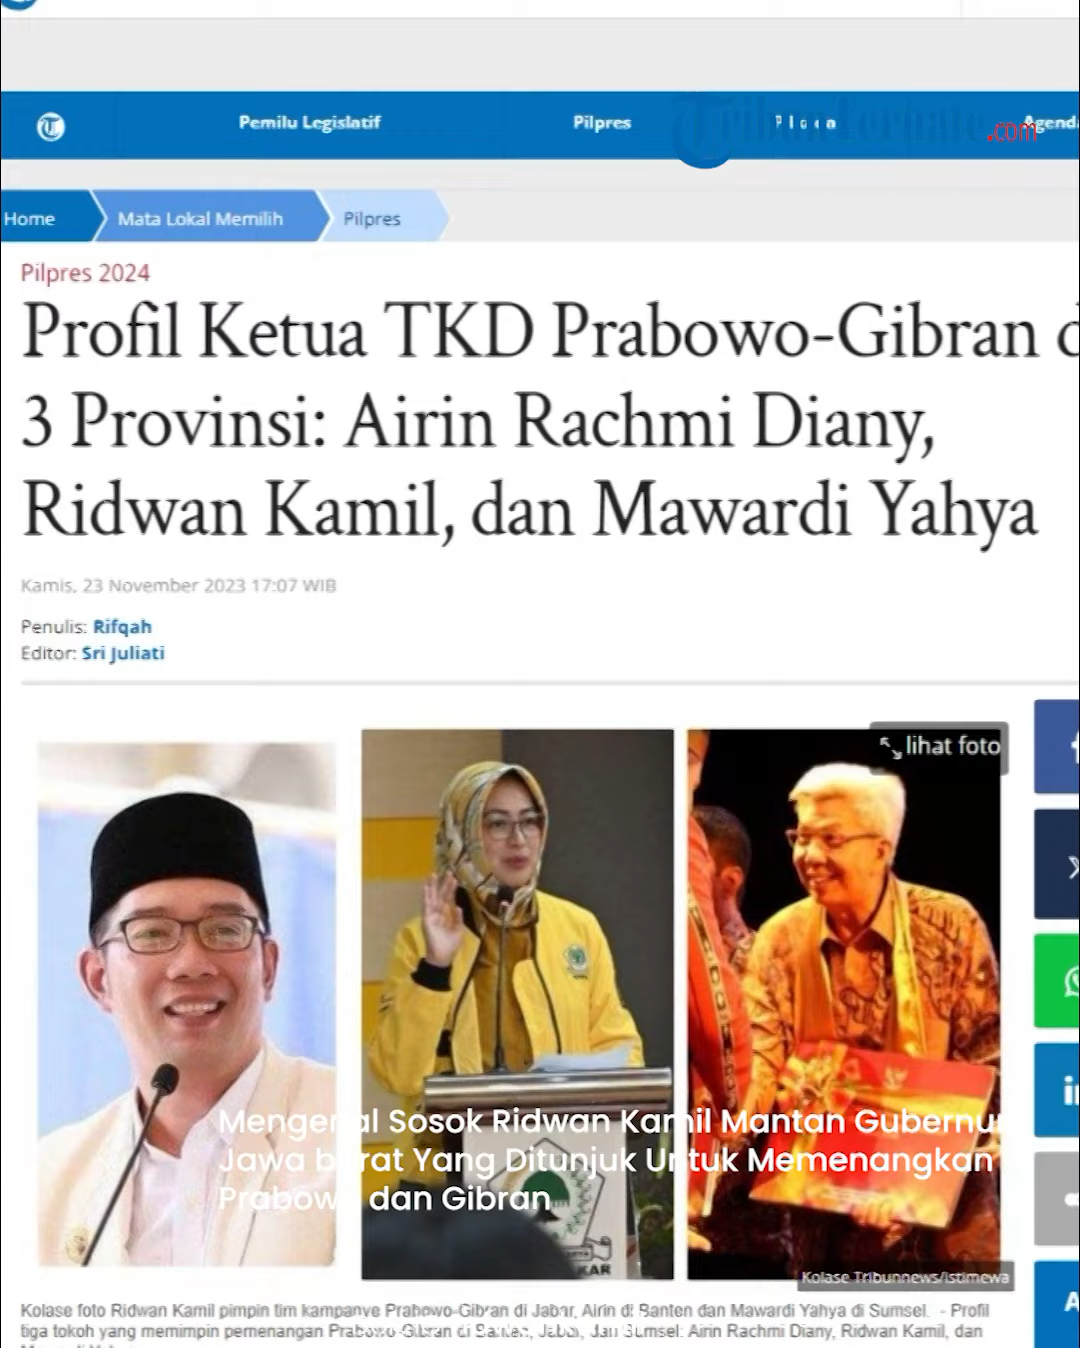 Pemilu Legislatif
Pilpres
.com
Agenda
Home
Mata Lokal Memilih
Pilpres
Pilpres 2024
Profil Ketua TKD Prabowo-Gibran d
3 Provinsi: Airin Rachmi Diany,
Ridwan Kamil, dan Mawardi Yahya
Kamis, 23 November 2023 17:07 WIB
Penulis: Rifqah
Editor: Sri Juliati
lihat foto
Mengenal Sosok Ridwan Kamil Mantan Gubernur
Jawa barat Yang Ditunjuk Untuk Memenangkan
Prabowo dan Gibran
KAR
Kolase Tribunnews/istimewa
Kolase foto Ridwan Kamil pimpin tim kampanye Prabowo-Gibran di Jabar, Airin di Banten dan Mawardi Yahya di Sumsel. - Profil
tiga tokoh yang memimpin pemenangan Prabowo-Gibran di Banten, Jabar, dan Sumsel: Airin Rachmi Diany, Ridwan Kamil, dan